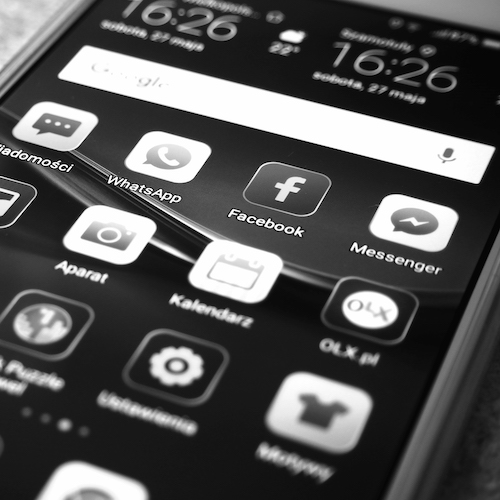 16:26
16:26
sobota, 27 maja
22°
Szamotuły
sobota, 27 maja
Google
WhatsApp
Facebook
Messenger
Aparat
Kalendarz
OLX
OLX.pl
Puzzle
Ustawienia
Motywy